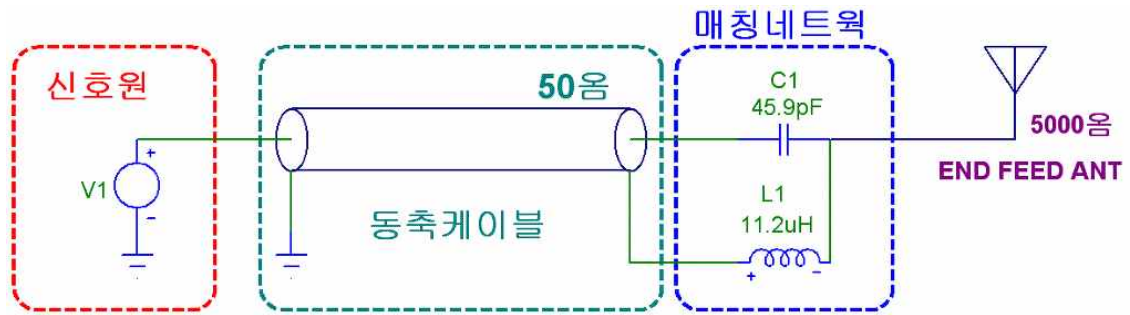 매칭네트웍
신호원
50옴
C1
45.9pF
5000옴
END FEED ANT
+
V1
-
L1
11.2uH
동축케이블
+
-